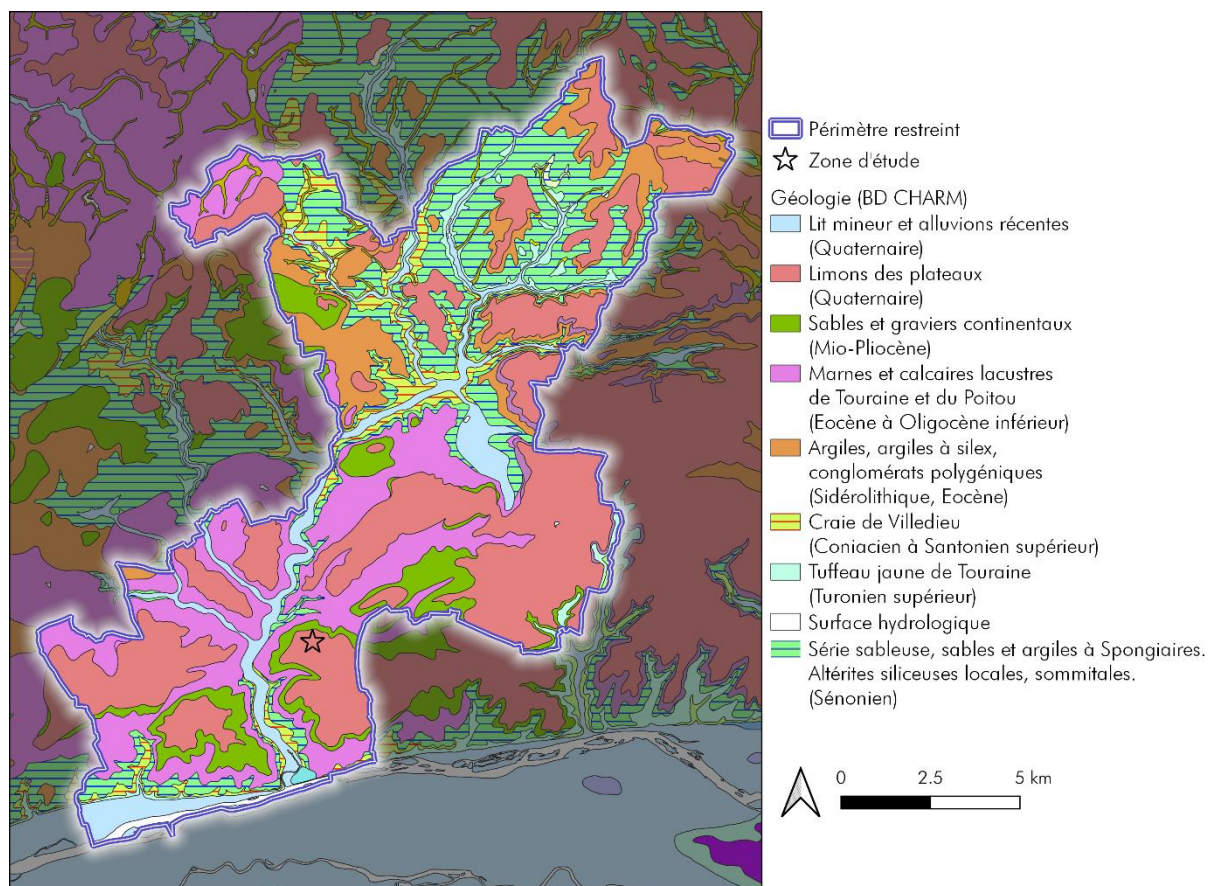 Périmètre restreint
Zone d'étude
Géologie (BD CHARM)
Lit mineur et alluvions récentes
(Quaternaire)
Limons des plateaux
(Quaternaire)
Sables et graviers continentaux
(Mio-Pliocène)
Marnes et calcaires lacustres
de Touraine et du Poitou
(Eocène à Oligocène inférieur)
Argiles, argiles à silex,
conglomérats polygéniques
(Sidérolithique, Eocène)
Craie de Villedieu
(Coniacien à Santonien supérieur)
Tuffeau jaune de Touraine
(Turonien supérieur)
Surface hydrologique
Série sableuse, sables et argiles à Spongiaires.
Altérites siliceuses locales, sommitales.
(Sénonien)
0 2.5 5 km